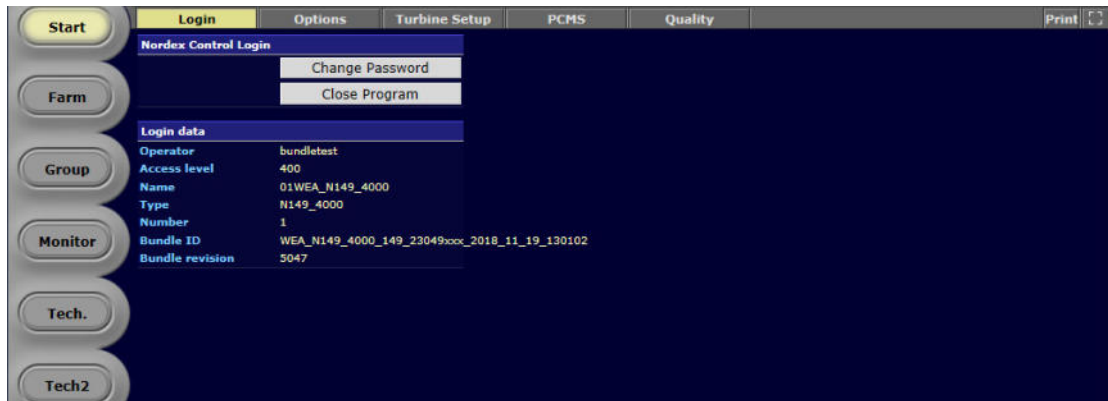 Start
Login Options Turbine Setup PCMS Quality Print
Nordex Control Login
Change Password
Close Program
Farm
Login data
Operator bundletest
Access level 400
Group
Name 01WEA_N149_4000
Type N149_4000
Number 1
Monitor
Bundle ID WEA_N149_4000_149_23049xxx_2018_11_19_130102
Bundle revision 5047
Tech.
Tech2